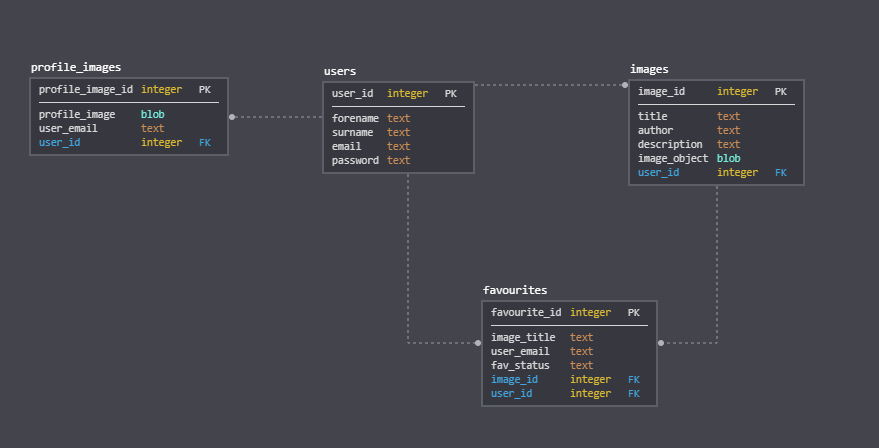 profile_images
profile_image_id integer PK
profile_image blob
user_email text
user_id integer FK
users
user_id integer PK
forename text
surname text
email text
password text
images
image_id integer PK
title text
author text
description text
image_object blob
user_id integer FK
favourites
favourite_id integer PK
image_title text
user_email text
fav_status text
image_id integer FK
user_id integer FK